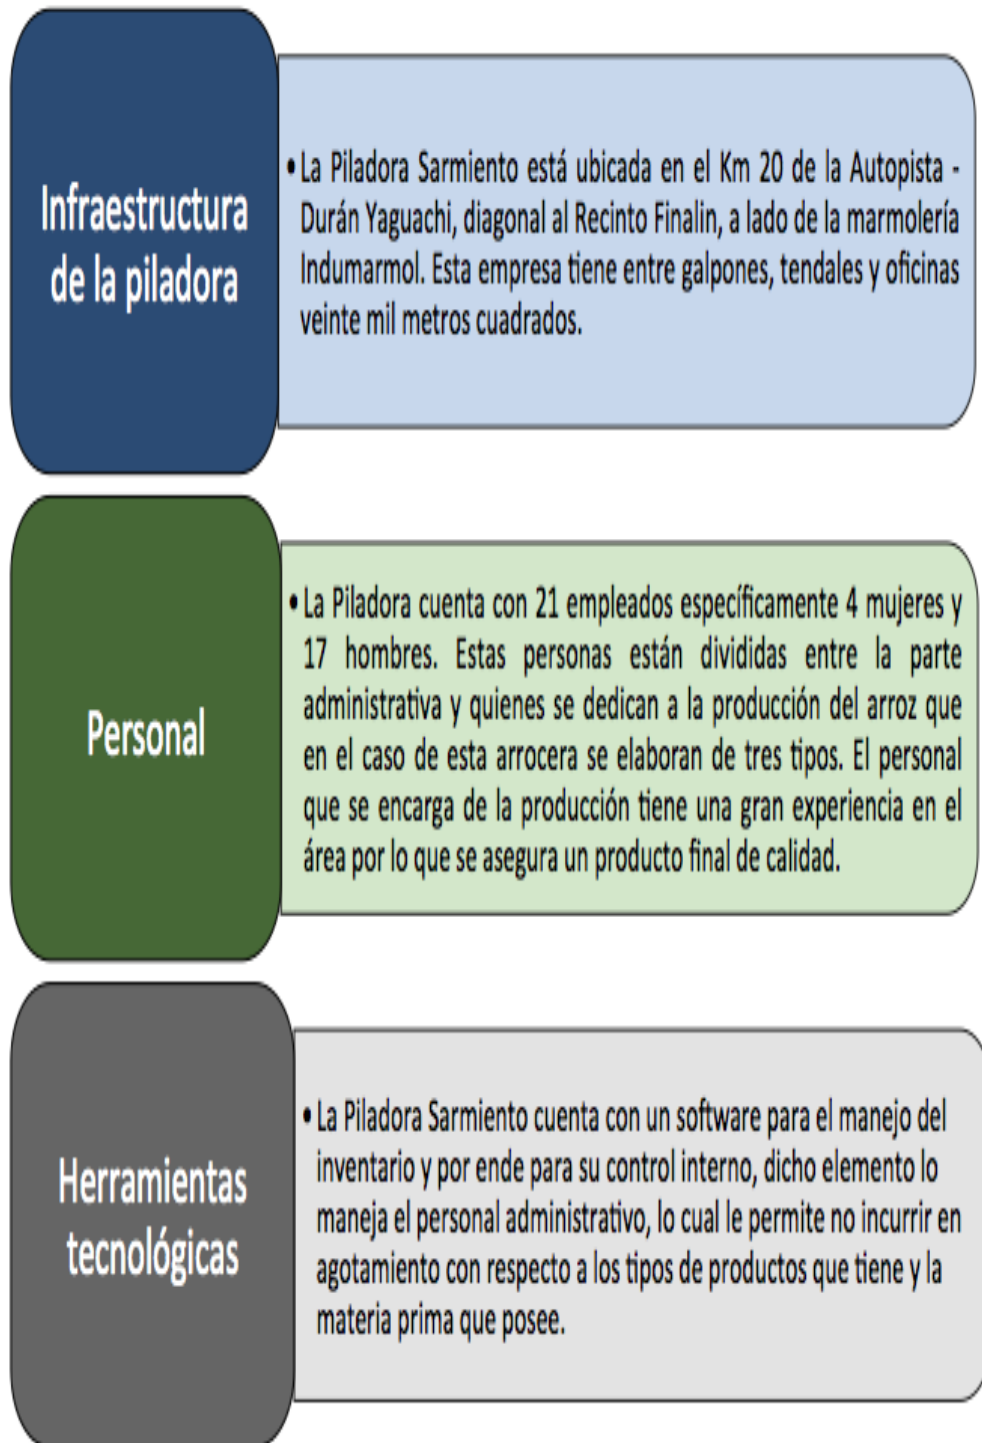 Infraestructura
de la piladora
• La Piladora Sarmiento está ubicada en el Km 20 de la Autopista -
Durán Yaguachi, diagonal al Recinto Finalin, a lado de la marmolería
Indumarmol. Esta empresa tiene entre galpones, tendales y oficinas
veinte mil metros cuadrados.
Personal
• La Piladora cuenta con 21 empleados específicamente 4 mujeres y
17 hombres. Estas personas están divididas entre la parte
administrativa y quienes se dedican a la producción del arroz que
en el caso de esta arrocera se elaboran de tres tipos. El personal
que se encarga de la producción tiene una gran experiencia en el
área por lo que se asegura un producto final de calidad.
Herramientas
tecnológicas
• La Piladora Sarmiento cuenta con un software para el manejo del
inventario y por ende para su control interno, dicho elemento lo
maneja el personal administrativo, lo cual le permite no incurrir en
agotamiento con respecto a los tipos de productos que tiene y la
materia prima que posee.